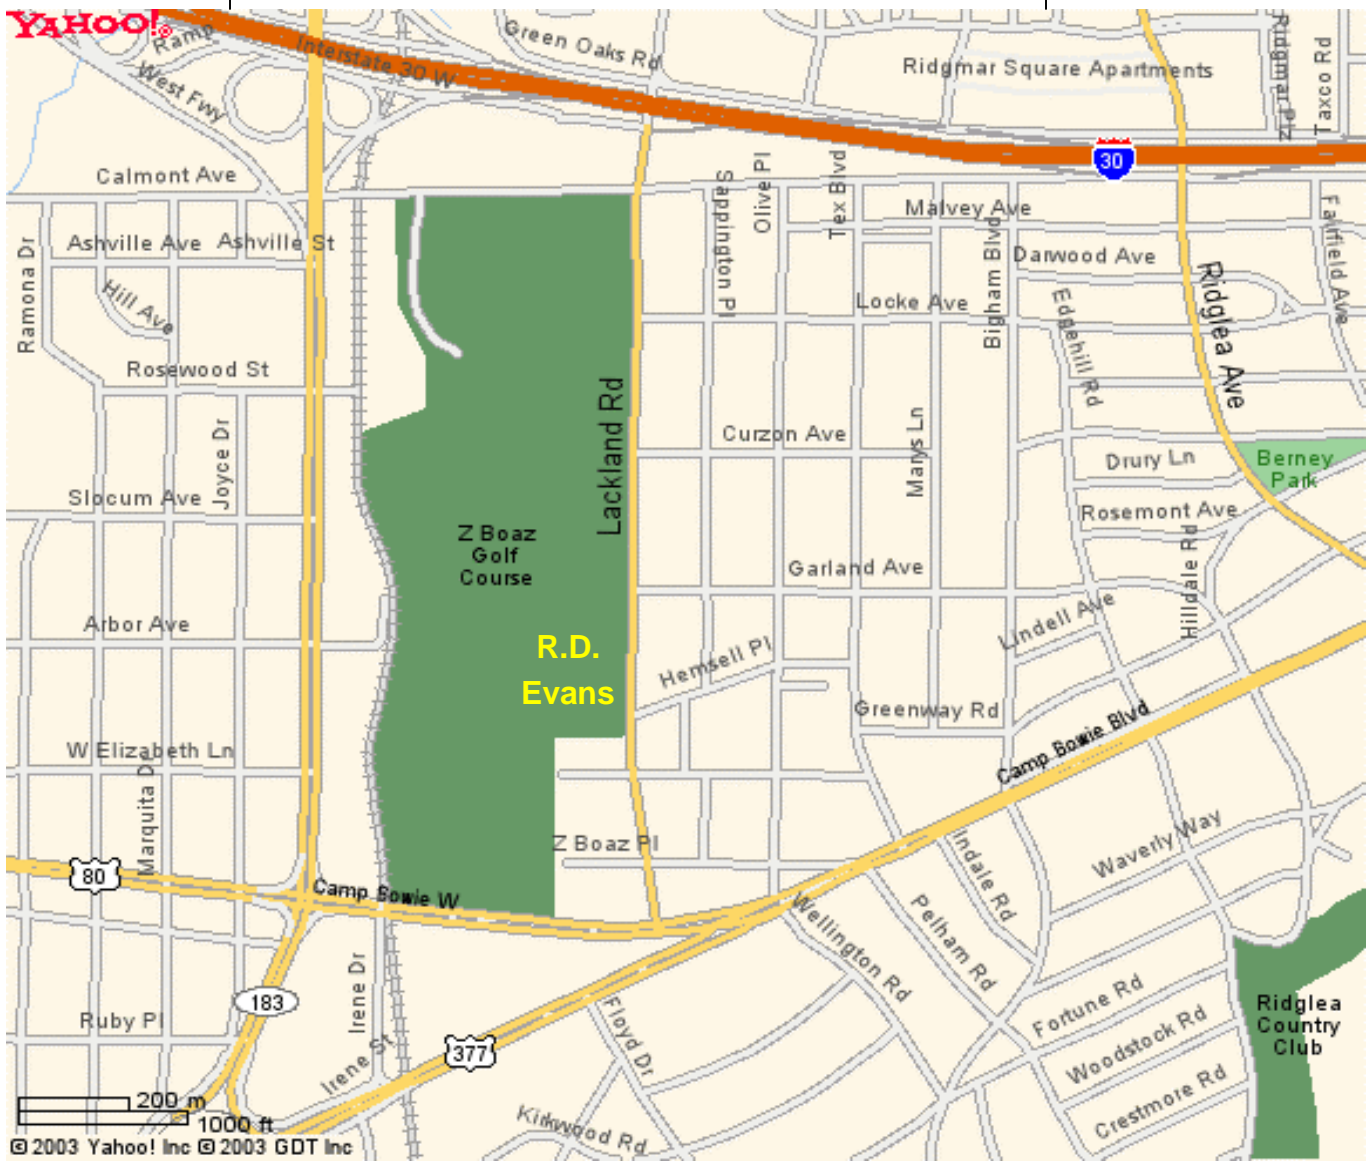 YAHOO!®
Ramp
West Fwy
Interstate 30 W
Green Oaks Rd
Ridgmar Square Apartments
Ridgmar Plz
Taxco Rd
30
Calmont Ave
Sappington Pl
Olive Pl
Tex Blvd
Malvey Ave
Bigham Blvd
Fairfield Ave
Ramona Dr
Ashville Ave
Ashville St
Darwood Ave
Ridglea Ave
Hill Ave
Locke Ave
Edgehill Rd
Rosewood St
Joyce Dr
Lackland Rd
Curzon Ave
Marys Ln
Drury Ln
Berney
Park
Slocum Ave
Rosemont Ave
Z Boaz
Golf
Course
Garland Ave
Hilldale Rd
Arbor Ave
Lindell Ave
R.D.
Evans
Hemsell Pl
Greenway Rd
W Elizabeth Ln
Marquita Dr
Camp Bowie Blvd
Z Boaz Pl
Indale Rd
Waverly Way
80
Camp Bowie W
Wellington Rd
Pelham Rd
183
Irene Dr
Fortune Rd
Ridglea
Country
Club
Ruby Pl
377
Floyd Dr
Woodstock Rd
Irene St
Crestmore Rd
200 m
1000 ft
Kirkwood Rd
© 2003 Yahoo! Inc © 2003 GDT Inc